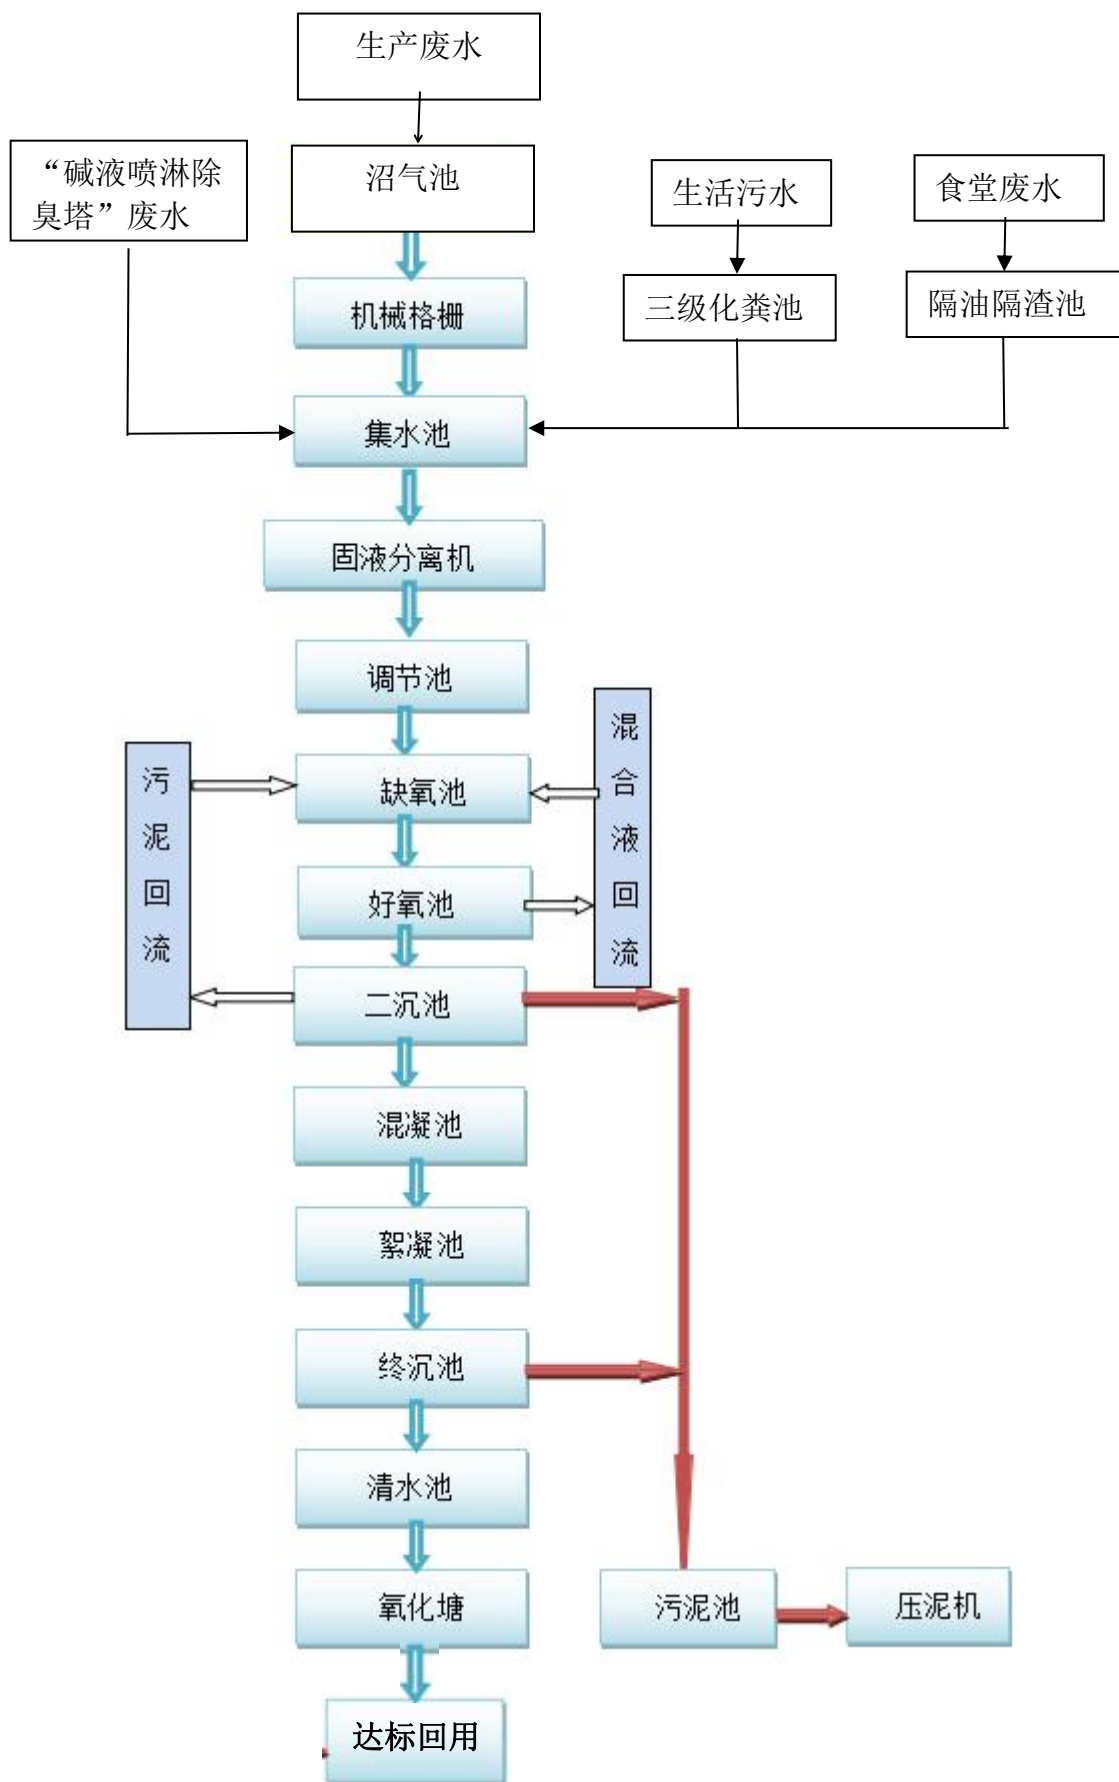 生产废水
“碱液喷淋除
臭塔”废水
沼气池
生活污水
食堂废水
机械格栅
三级化粪池
隔油隔渣池
集水池
固液分离机
调节池
污泥回流
缺氧池
混合液回流
好氧池
二沉池
混凝池
絮凝池
终沉池
清水池
氧化塘
污泥池
压泥机
达标回用